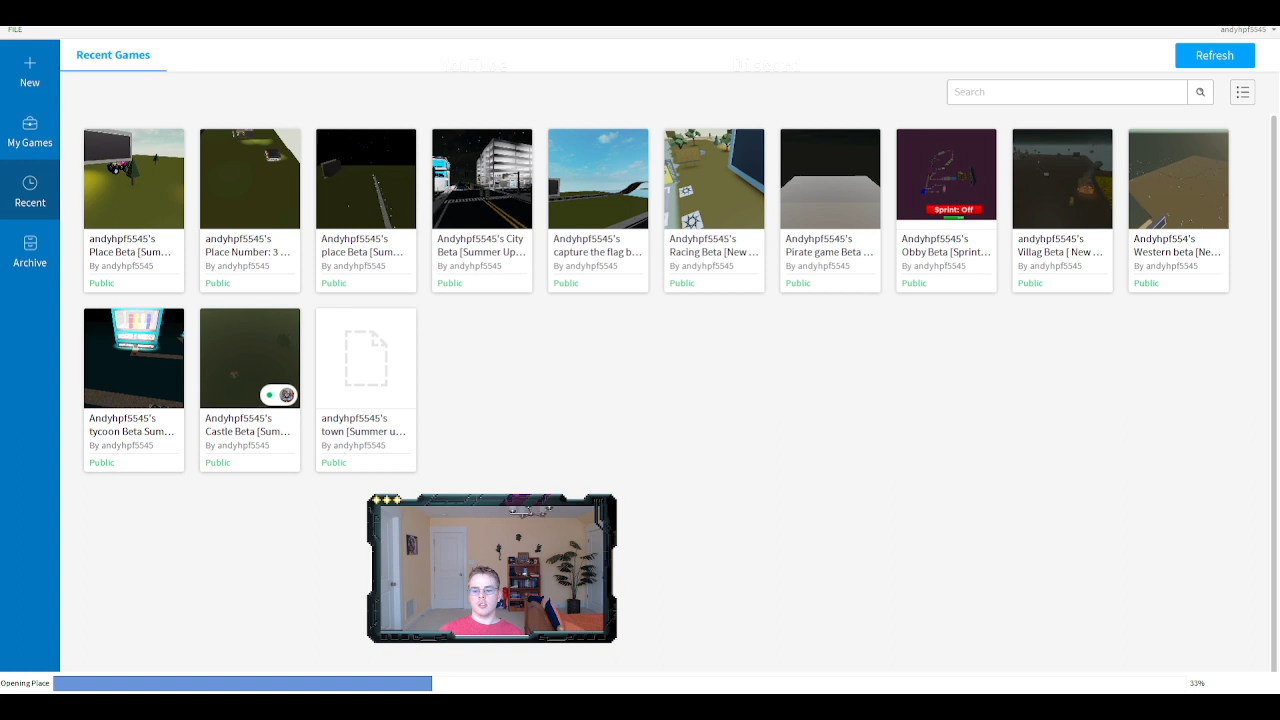 FILE
andyhpf5545
Recent Games
Refresh
New
My Games
Recent
Archive
YouTube
Discord
Search
andyhpf5545's
Place Beta [Sum...
By andyhpf5545
Public
andyhpf5545's
Place Number: 3 ...
By andyhpf5545
Public
Andyhpf5545's
place Beta [Sum...
By andyhpf5545
Public
Andyhpf5545's City
Beta [Summer Up...
By andyhpf5545
Public
Andyhpf5545's
capture the flag b...
By andyhpf5545
Public
Andyhpf5545's
Racing Beta [New ...
By andyhpf5545
Public
Andyhpf5545's
Pirate game Beta ...
By andyhpf5545
Public
Sprint: Off
Andyhpf5545's
Obby Beta [Sprint...
By andyhpf5545
Public
andyhpf5545's
Villag Beta [ New ...
By andyhpf5545
Public
Andyhpf554's
Western beta [Ne...
By andyhpf5545
Public
Andyhpf5545's
tycoon Beta Sum...
By andyhpf5545
Public
Andyhpf5545's
Castle Beta [Sum...
By andyhpf5545
Public
andyhpf5545's
town [Summer u...
By andyhpf5545
Public
Opening Place
33%